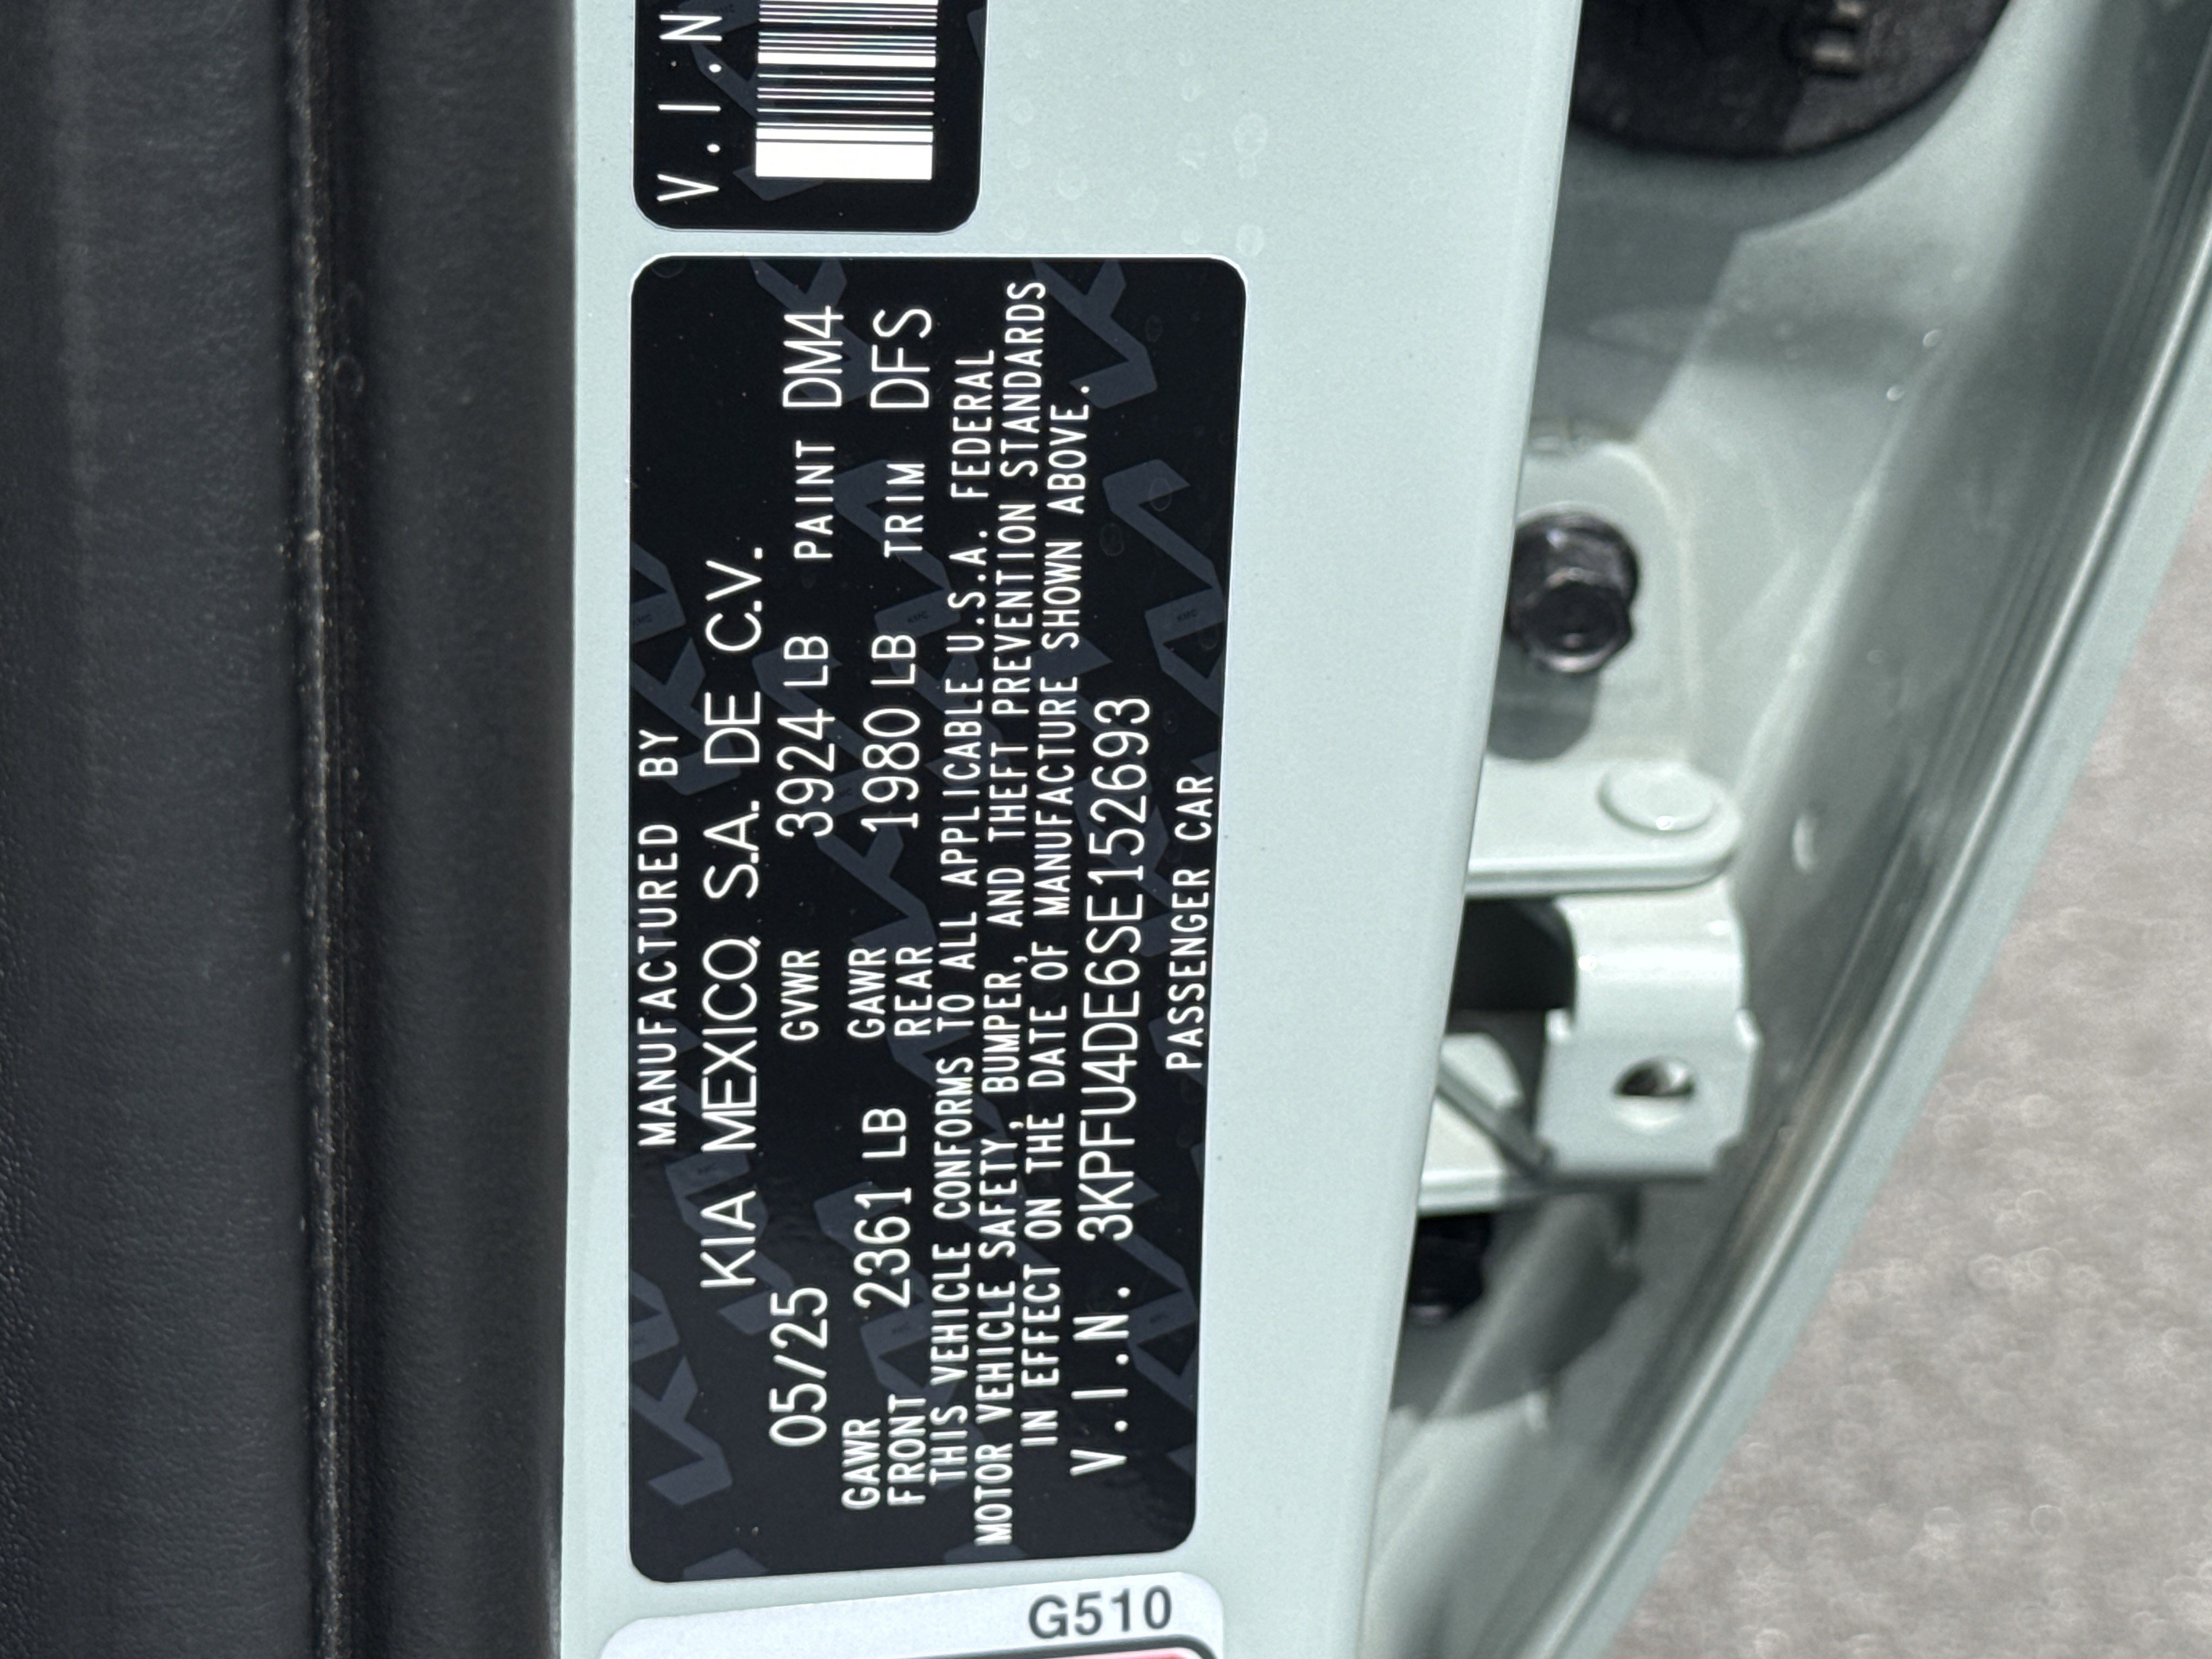 V.I.N
MANUFACTURED BY
KIA MEXICO, S.A. DE C.V.
05/25 GVWR 3924 LB PAINT DM4
GAWR FRONT 2361 LB GAWR REAR 1980 LB TRIM DFS
THIS VEHICLE CONFORMS TO ALL APPLICABLE U.S.A. FEDERAL
MOTOR VEHICLE SAFETY, BUMPER, AND THEFT PREVENTION STANDARDS
IN EFFECT ON THE DATE OF MANUFACTURE SHOWN ABOVE.
V.I.N. 3KPFU4DE6SE152693
PASSENGER CAR
G510